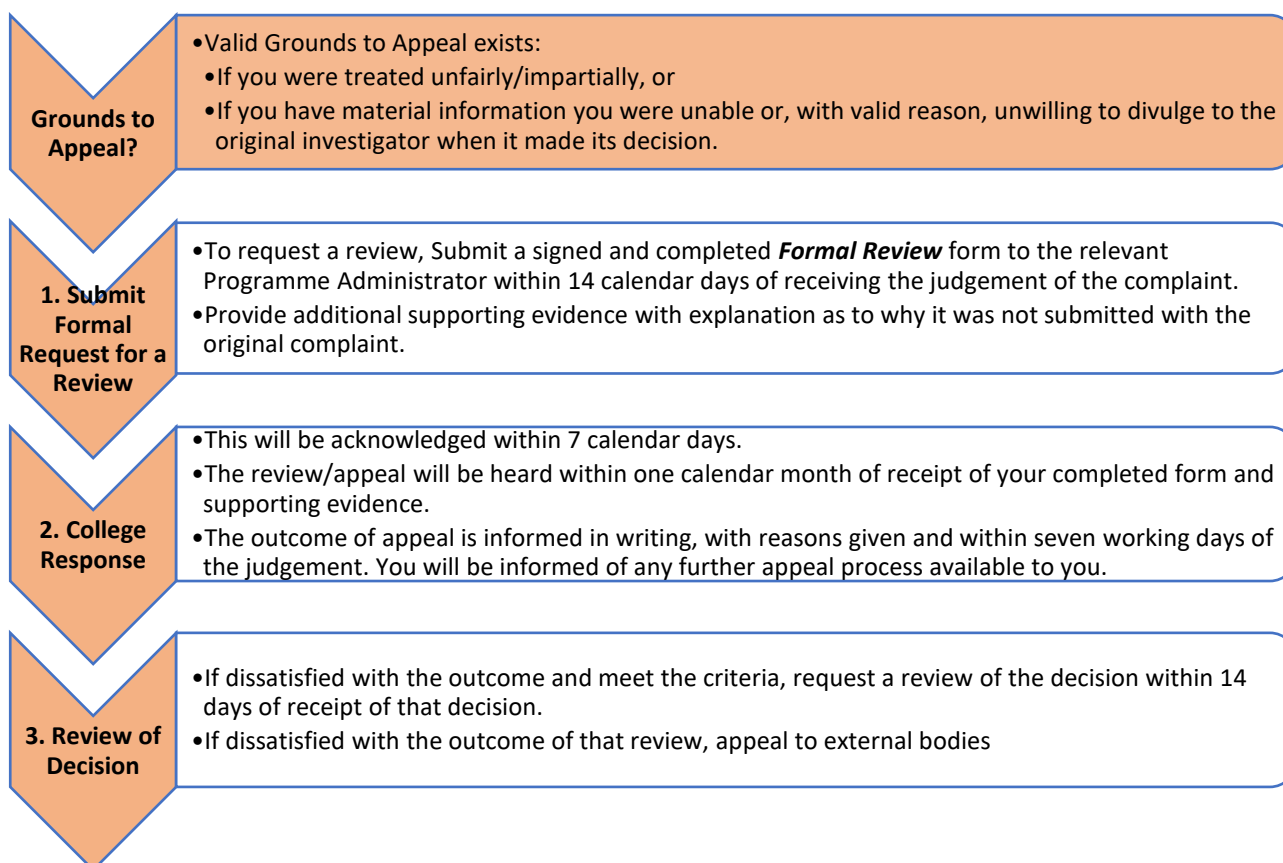 Grounds to
Appeal?
•Valid Grounds to Appeal exists:
•If you were treated unfairly/impartially, or
•If you have material information you were unable or, with valid reason, unwilling to divulge to the
original investigator when it made its decision.
1. Submit
Formal
Request for a
Review
•To request a review, Submit a signed and completed Formal Review form to the relevant
Programme Administrator within 14 calendar days of receiving the judgement of the complaint.
•Provide additional supporting evidence with explanation as to why it was not submitted with the
original complaint.
2. College
Response
•This will be acknowledged within 7 calendar days.
•The review/appeal will be heard within one calendar month of receipt of your completed form and
supporting evidence.
•The outcome of appeal is informed in writing, with reasons given and within seven working days of
the judgement. You will be informed of any further appeal process available to you.
3. Review of
Decision
•If dissatisfied with the outcome and meet the criteria, request a review of the decision within 14
days of receipt of that decision.
•If dissatisfied with the outcome of that review, appeal to external bodies